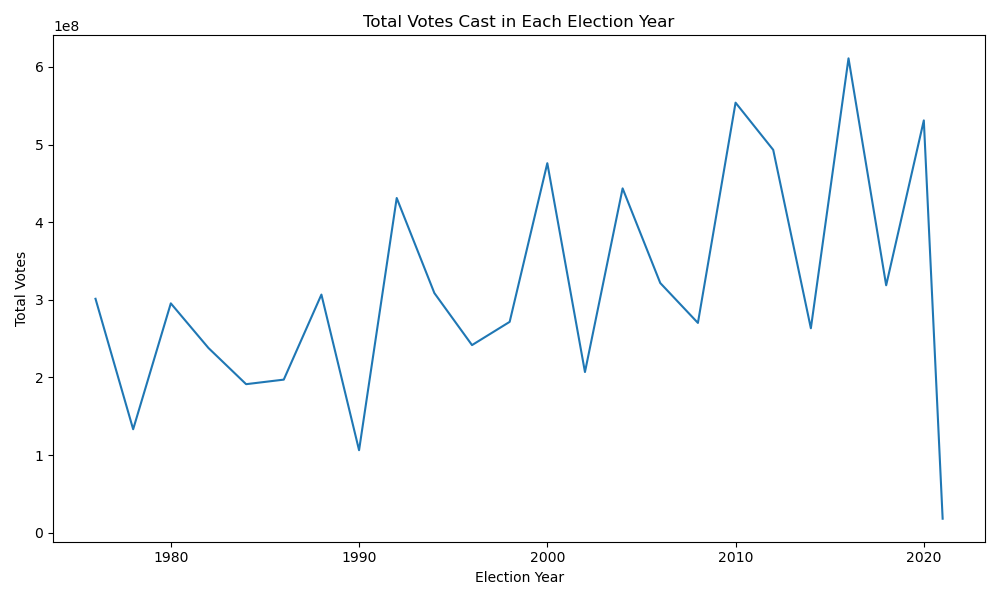 Total Votes Cast in Each Election Year
1e8
6
5
4
3
2
1
0
Total Votes
1980 1990 2000 2010 2020
Election Year